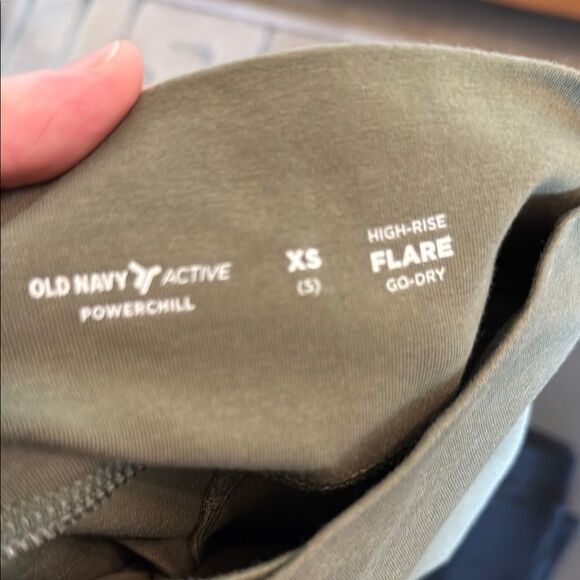 OLD NAVY ACTIVE
POWERCHILL
XS
(S)
HIGH-RISE
FLARE
GO-DRY